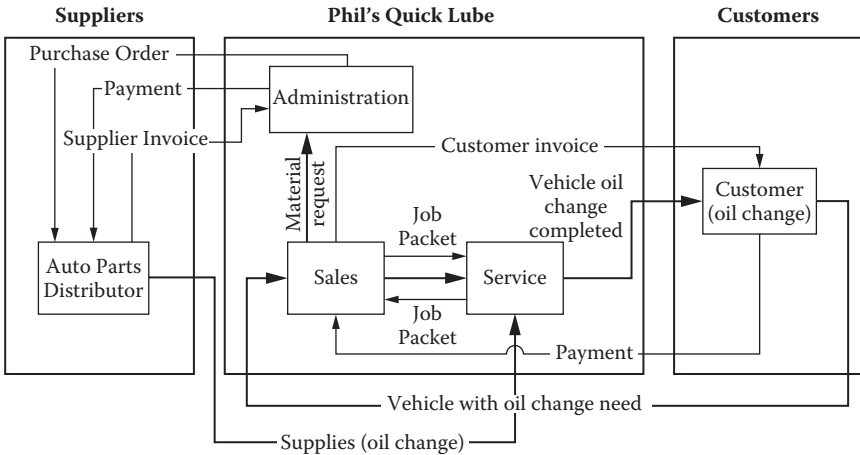 Suppliers
Phil's Quick Lube
Customers
Purchase Order
Payment
Administration
Supplier Invoice
Material
request
Customer invoice
Vehicle oil
change
completed
Customer
(oil change)
Job
Packet
Auto Parts
Distributor
Sales
Service
Job
Packet
Payment
Vehicle with oil change need
Supplies (oil change)